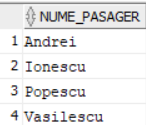 NUME_PASAGER
1 Andrei
2 Ionescu
3 Popescu
4 Vasilescu